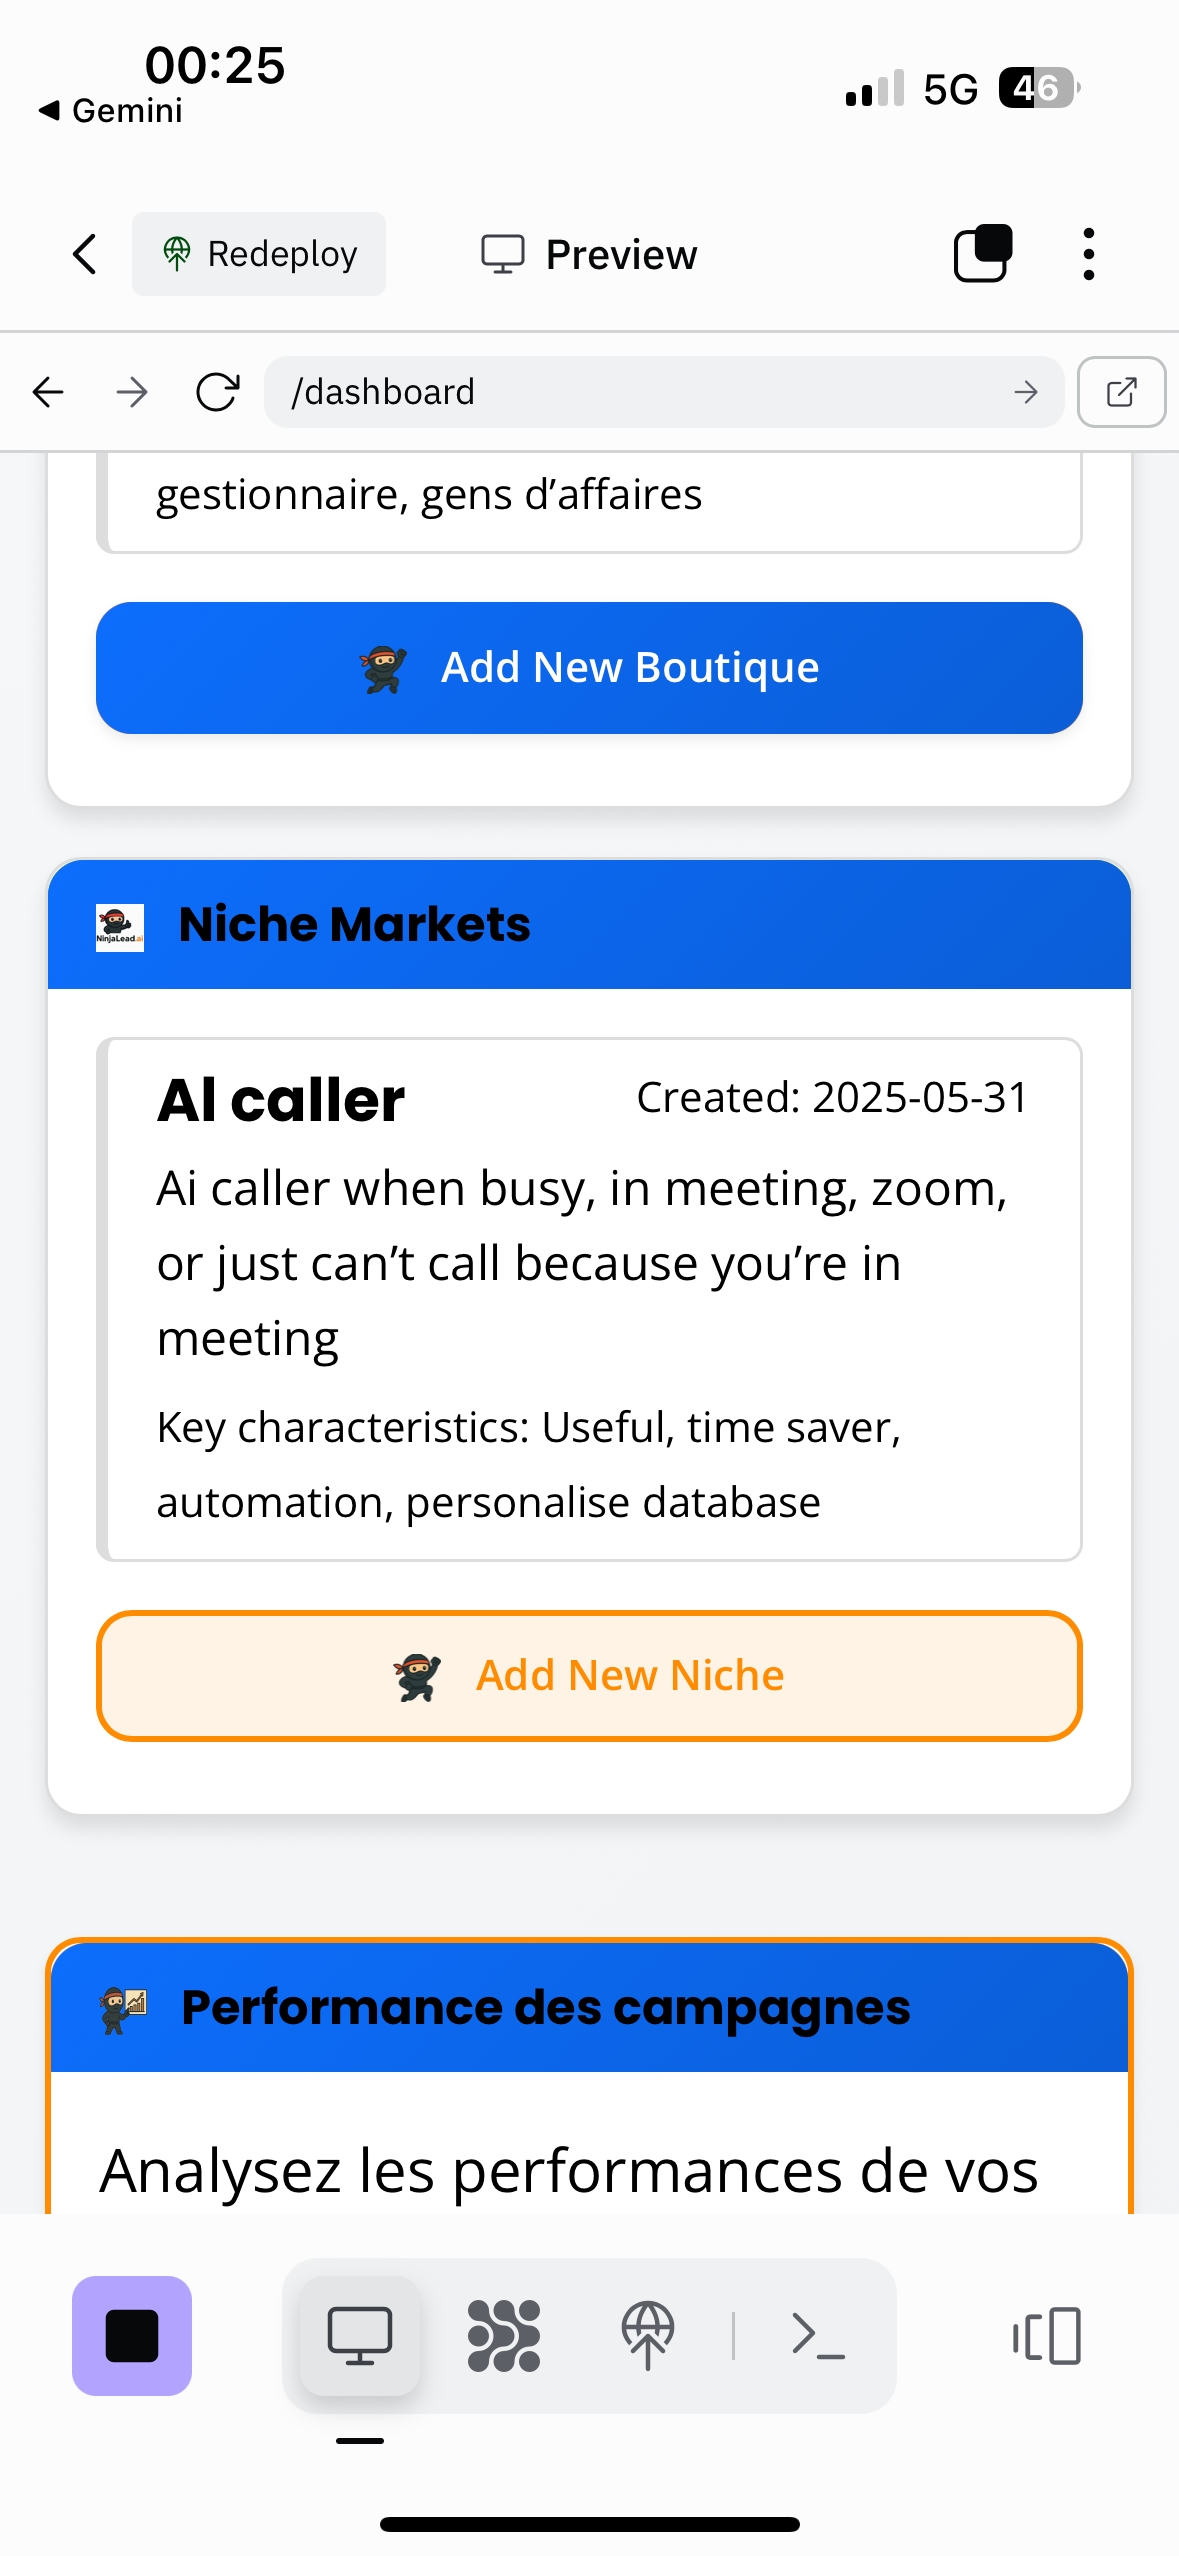 00:25
Gemini
5G
46
Redeploy
Preview
/dashboard
gestionnaire, gens d’affaires
Add New Boutique
NinjaLead.ai
Niche Markets
AI caller
Created: 2025-05-31
Ai caller when busy, in meeting, zoom,
or just can’t call because you’re in
meeting
Key characteristics: Useful, time saver,
automation, personalise database
Add New Niche
Performance des campagnes
Analysez les performances de vos